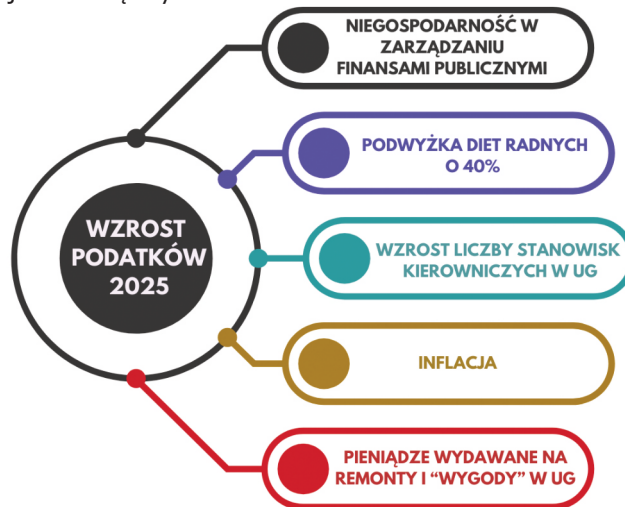 WZROST
PODATKÓW
2025
NIEGOSPODARNOŚĆ W
ZARZĄDZANIU
FINANSAMI PUBLICZNYMI
PODWYŻKA DIET RADNYCH
O 40%
WZROST LICZBY STANOWISK
KIEROWNICZYCH W UG
INFLACJA
PIENIĄDZE WYDAWANE NA
REMONTY I “WYGODY” W UG